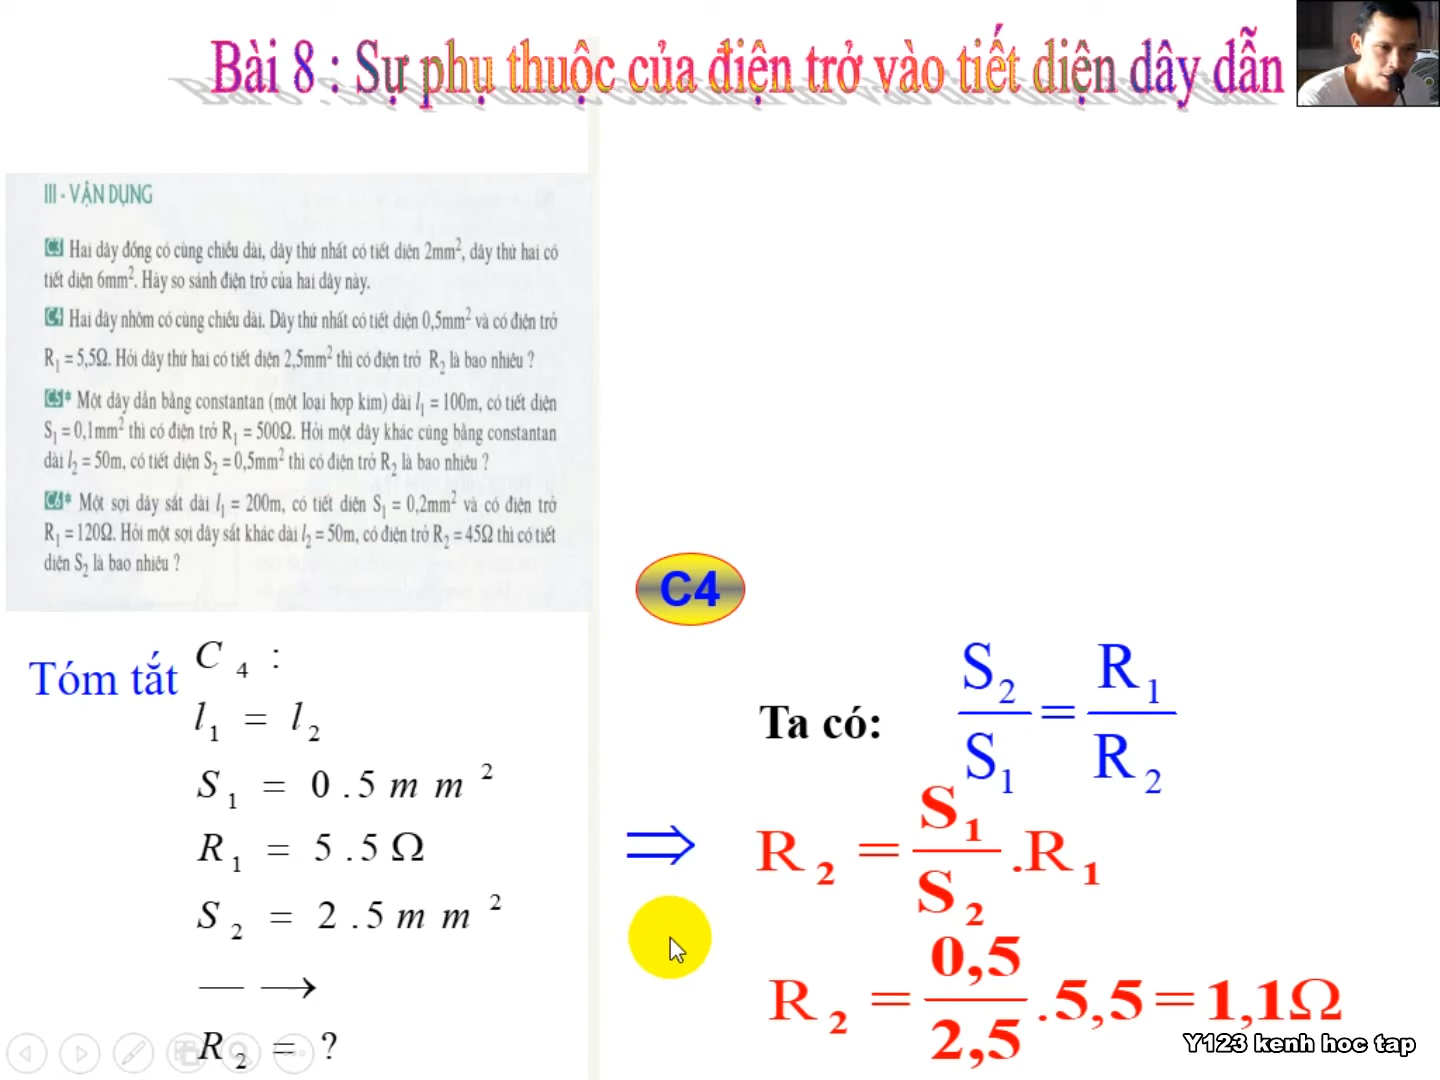 Bài 8 : Sự phụ thuộc của điện trở vào tiết diện dây dẫn
III - VẬN DỤNG
C3 Hai dây đồng có cùng chiều dài, dây thứ nhất có tiết diện 2mm², dây thứ hai có
tiết diện 6mm². Hãy so sánh điện trở của hai dây này.
C4 Hai dây nhôm có cùng chiều dài. Dây thứ nhất có tiết diện 0,5mm² và có điện trở
R₁ = 5,5Ω. Hỏi dây thứ hai có tiết diện 2,5mm² thì có điện trở R₂ là bao nhiêu ?
C5* Một dây dẫn bằng constantan (một loại hợp kim) dài l₁ = 100m, có tiết diện
S₁ = 0,1mm² thì có điện trở R₁ = 500Ω. Hỏi một dây khác cũng bằng constantan
dài l₂ = 50m, có tiết diện S₂ = 0,5mm² thì có điện trở R₂ là bao nhiêu ?
C6* Một sợi dây sắt dài l₁ = 200m, có tiết diện S₁ = 0,2mm² và có điện trở
R₁ = 120Ω. Hỏi một sợi dây sắt khác dài l₂ = 50m, có điện trở R₂ = 45Ω thì có tiết
diện S₂ là bao nhiêu ?
Tóm tắt
C₄ :
l₁ = l₂
S₁ = 0.5mm²
R₁ = 5.5Ω
S₂ = 2.5mm²
— →
R₂ = ?
C4
Ta có: S₂/S₁ = R₁/R₂
⇒ R₂ = S₁/S₂ .R₁
R₂ = 0,5/2,5 .5,5 = 1,1Ω
Y123 kenh hoc tap